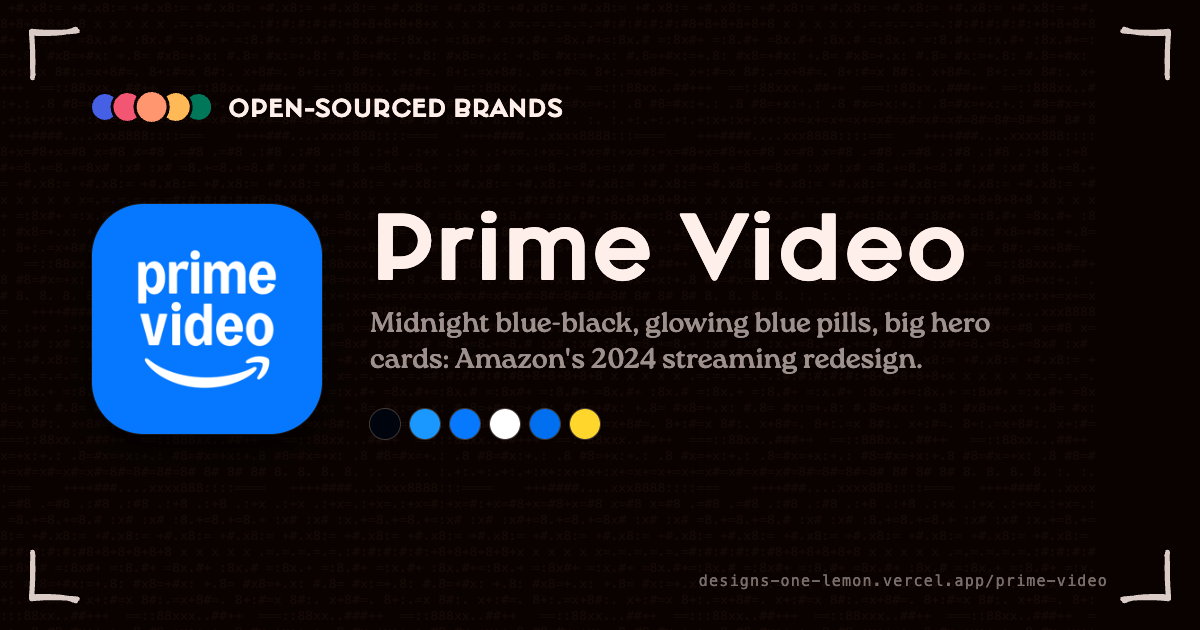 OPEN-SOURCED BRANDS
prime
video
Prime Video
Midnight blue-black, glowing blue pills, big hero
cards: Amazon's 2024 streaming redesign.
designs-one-lemon.vercel.app/prime-video